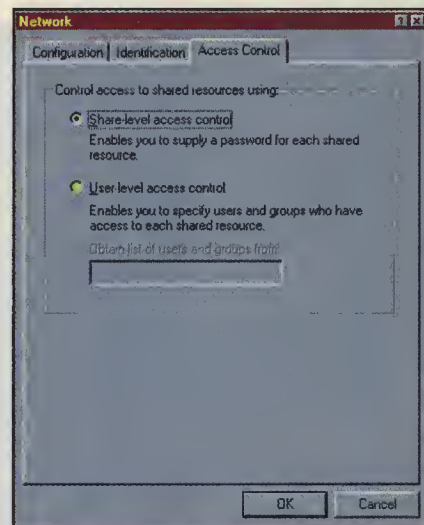 Network
Configuration Identification Access Control
Control access to shared resources using:
Share-level access control
Enables you to supply a password for each shared
resource.
User-level access control
Enables you to specify users and groups who have
access to each shared resource.
Obtain list of users and groups from:
OK Cancel